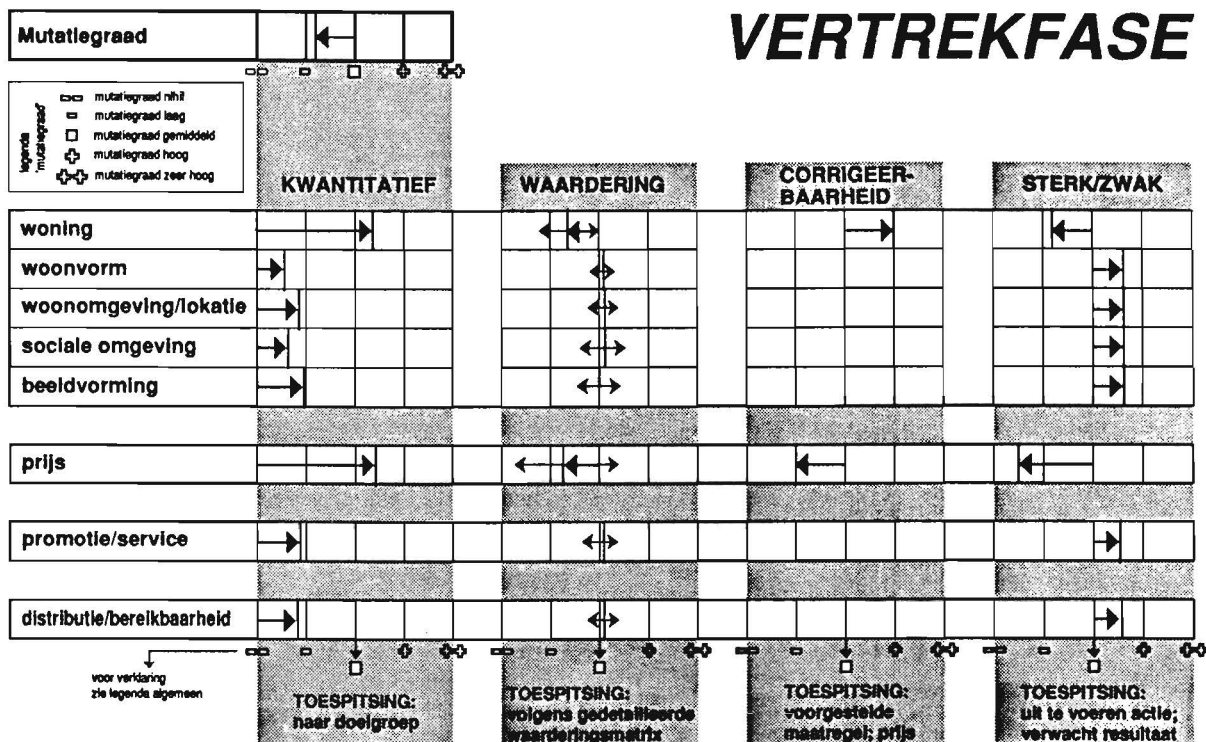 VERTREKFASE
Mutatiegraad
legenda
'mutatiegraad'
mutatiegraad nihil
mutatiegraad laag
mutatiegraad gemiddeld
mutatiegraad hoog
mutatiegraad zeer hoog
KWANTITATIEF
WAARDERING
CORRIGEER-
BAARHEID
STERK/ZWAK
woning
woonvorm
woonomgeving/lokatie
sociale omgeving
beeldvorming
prijs
promotie/service
distributie/bereikbaarheid
voor verklaring
zie legenda algemeen
TOESPITSING:
naar doelgroep
TOESPITSING:
volgens gedetailleerde
waarderingsmatrix
TOESPITSING:
voorgestelde
maatregel; prijs
TOESPITSING:
uit te voeren actie;
verwacht resultaat